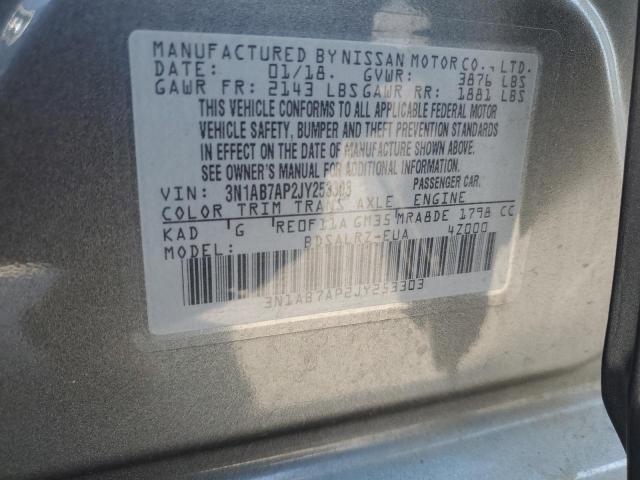 MANUFACTURED BY NISSAN MOTOR CO., LTD.
DATE: 01/18. GVWR: 3876 LBS
GAWR FR: 2143 LBS GAWR RR: 1881 LBS
THIS VEHICLE CONFORMS TO ALL APPLICABLE FEDERAL MOTOR
VEHICLE SAFETY, BUMPER AND THEFT PREVENTION STANDARDS
IN EFFECT ON THE DATE OF MANUFACTURE SHOWN ABOVE.
SEE OWNER'S MANUAL FOR ADDITIONAL INFORMATION.
VIN: 3N1AB7AP2JY253303 PASSENGER CAR.
COLOR TRIM TRANS AXLE ENGINE
KAD G RE0F11A GM35 MRA8DE 1798 CC
MODEL: BDSALRZ-EUA 4Z000
3N1AB7AP2JY253303